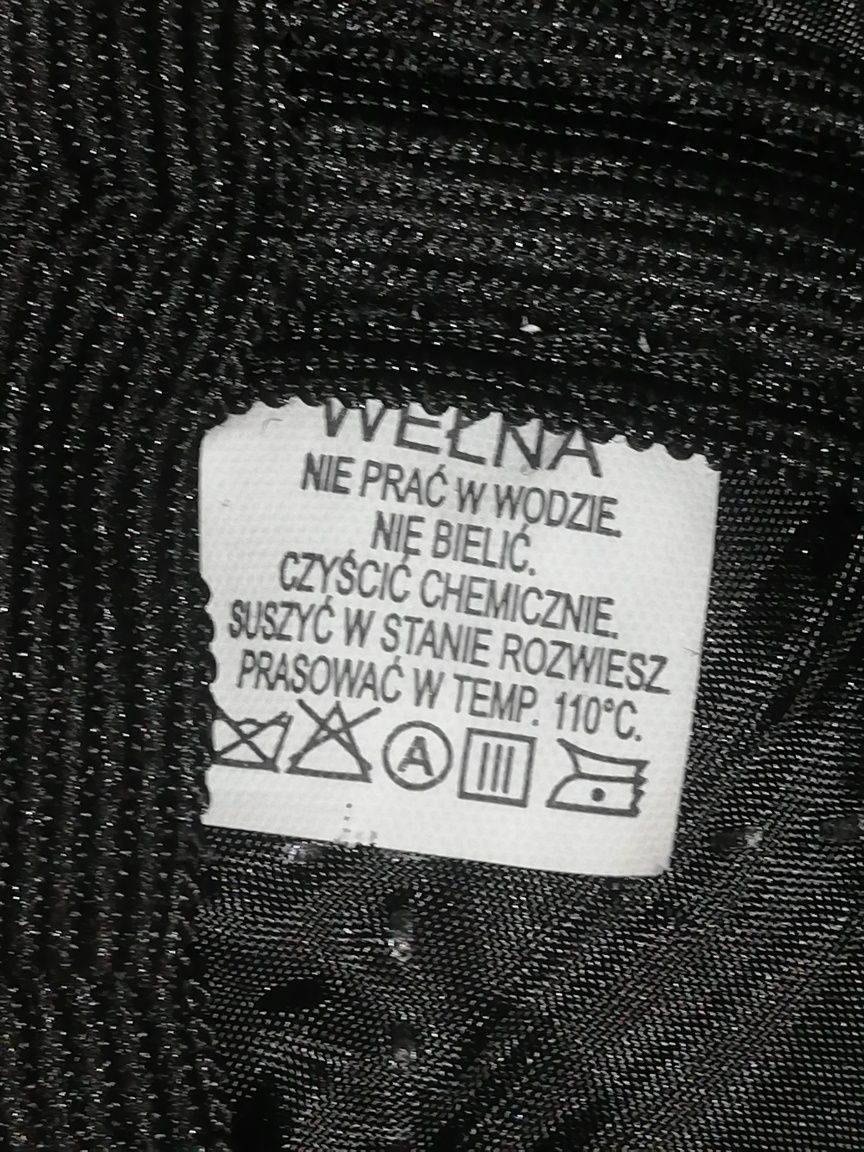 WEŁNA
NIE PRAĆ W WODZIE.
NIE BIELIĆ.
CZYŚCIĆ CHEMICZNIE.
SUSZYĆ W STANIE ROZWIESZ
PRASOWAĆ W TEMP. 110°C.
A